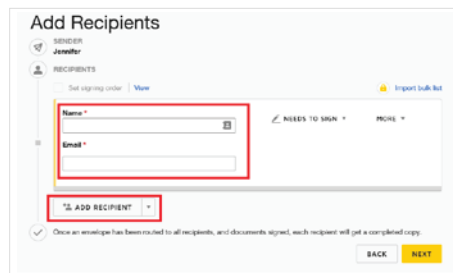 Add Recipients
SENDER
Jennifer
RECIPIENTS
Set signing order | View
Import bulk list
Name *
NEEDS TO SIGN
MORE
Email *
ADD RECIPIENT
Once an envelope has been routed to all recipients, and documents signed, each recipient will get a completed copy.
BACK
NEXT